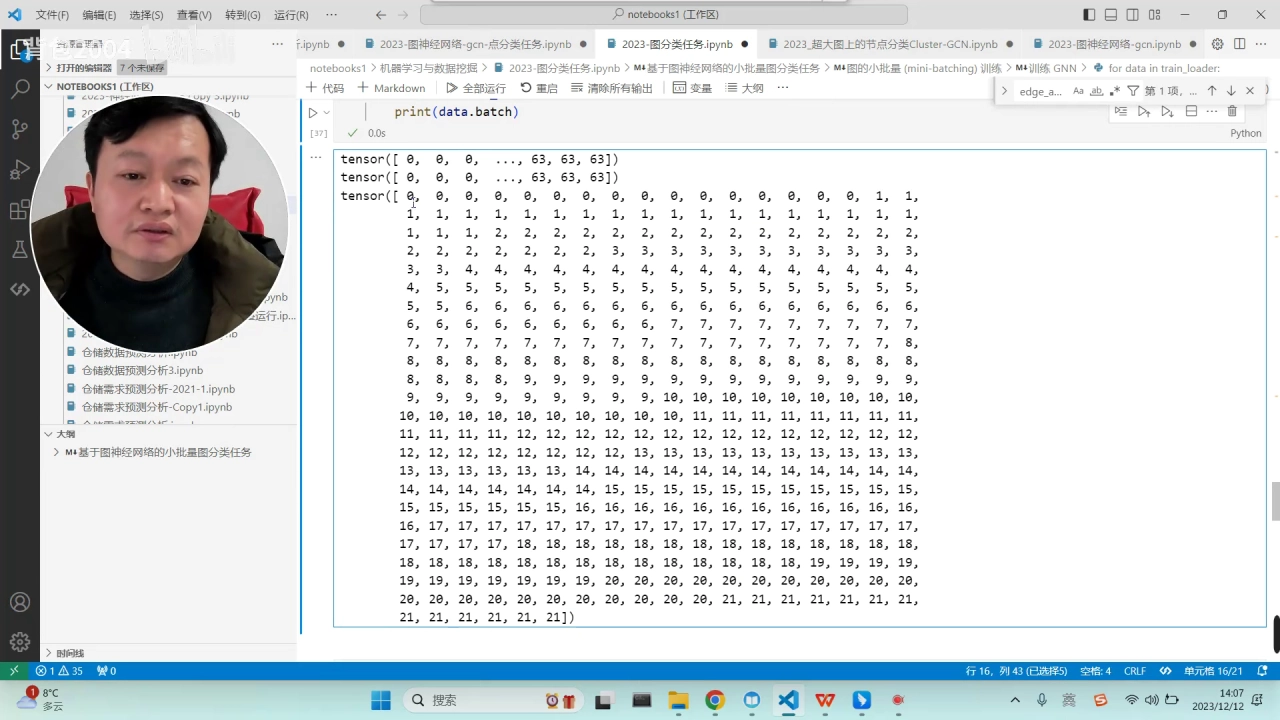 文件(F) 编辑(E) 选择(S) 查看(V) 转到(G) 运行(R) ··· notebooks1 (工作区)
ipynb 2023-图神经网络-gcn-点分类任务.ipynb 2023-图分类任务.ipynb 2023_超大图上的节点分类Cluster-GCN.ipynb 2023-图神经网络-gcn.ipynb
打开的编辑器 7 个未保存
notebooks1 > 机器学习与数据挖掘 > 2023-图分类任务.ipynb > M↓基于图神经网络的小批量图分类任务 > M↓图的小批量 (mini-batching) 训练 > M↓训练 GNN > for data in train_loader:
NOTEBOOKS1 (工作区)
+ 代码 + Markdown 全部运行 重启 清除所有输出 变量 大纲 ···
edge_a... Aa ab 第 1 项, ...
print(data.batch)
[37] 0.0s Python
tensor([ 0, 0, 0, ..., 63, 63, 63])
tensor([ 0, 0, 0, ..., 63, 63, 63])
tensor([ 0, 0, 0, 0, 0, 0, 0, 0, 0, 0, 0, 0, 0, 0, 0, 0, 1, 1,
1, 1, 1, 1, 1, 1, 1, 1, 1, 1, 1, 1, 1, 1, 1, 1, 1, 1,
1, 1, 1, 2, 2, 2, 2, 2, 2, 2, 2, 2, 2, 2, 2, 2, 2, 2,
2, 2, 2, 2, 2, 2, 2, 3, 3, 3, 3, 3, 3, 3, 3, 3, 3, 3,
3, 3, 4, 4, 4, 4, 4, 4, 4, 4, 4, 4, 4, 4, 4, 4, 4, 4,
4, 5, 5, 5, 5, 5, 5, 5, 5, 5, 5, 5, 5, 5, 5, 5, 5, 5,
5, 5, 6, 6, 6, 6, 6, 6, 6, 6, 6, 6, 6, 6, 6, 6, 6, 6,
6, 6, 6, 6, 6, 6, 6, 6, 6, 7, 7, 7, 7, 7, 7, 7, 7, 7,
7, 7, 7, 7, 7, 7, 7, 7, 7, 7, 7, 7, 7, 7, 7, 7, 7, 8,
8, 8, 8, 8, 8, 8, 8, 8, 8, 8, 8, 8, 8, 8, 8, 8, 8, 8,
8, 8, 8, 8, 9, 9, 9, 9, 9, 9, 9, 9, 9, 9, 9, 9, 9, 9,
9, 9, 9, 9, 9, 9, 9, 9, 9, 10, 10, 10, 10, 10, 10, 10, 10, 10,
10, 10, 10, 10, 10, 10, 10, 10, 10, 10, 11, 11, 11, 11, 11, 11, 11, 11,
11, 11, 11, 11, 12, 12, 12, 12, 12, 12, 12, 12, 12, 12, 12, 12, 12, 12,
12, 12, 12, 12, 12, 12, 12, 12, 13, 13, 13, 13, 13, 13, 13, 13, 13, 13,
13, 13, 13, 13, 13, 13, 14, 14, 14, 14, 14, 14, 14, 14, 14, 14, 14, 14,
14, 14, 14, 14, 14, 14, 14, 15, 15, 15, 15, 15, 15, 15, 15, 15, 15, 15,
15, 15, 15, 15, 15, 15, 16, 16, 16, 16, 16, 16, 16, 16, 16, 16, 16, 16,
16, 17, 17, 17, 17, 17, 17, 17, 17, 17, 17, 17, 17, 17, 17, 17, 17, 17,
17, 17, 17, 17, 18, 18, 18, 18, 18, 18, 18, 18, 18, 18, 18, 18, 18, 18,
18, 18, 18, 18, 18, 18, 18, 18, 18, 18, 18, 18, 18, 18, 19, 19, 19, 19,
19, 19, 19, 19, 19, 19, 19, 20, 20, 20, 20, 20, 20, 20, 20, 20, 20, 20,
20, 20, 20, 20, 20, 20, 20, 20, 20, 20, 20, 21, 21, 21, 21, 21, 21, 21,
21, 21, 21, 21, 21, 21])
仓储数据预测分析3.ipynb
仓储需求预测分析-2021-1.ipynb
仓储需求预测分析-Copy1.ipynb
大纲
M↓基于图神经网络的小批量图分类任务
时间线
1 35 0 行 16, 列 43 (已选择5) 空格: 4 CRLF 单元格 16/21
1 8°C
多云
搜索
英 14:07
2023/12/12